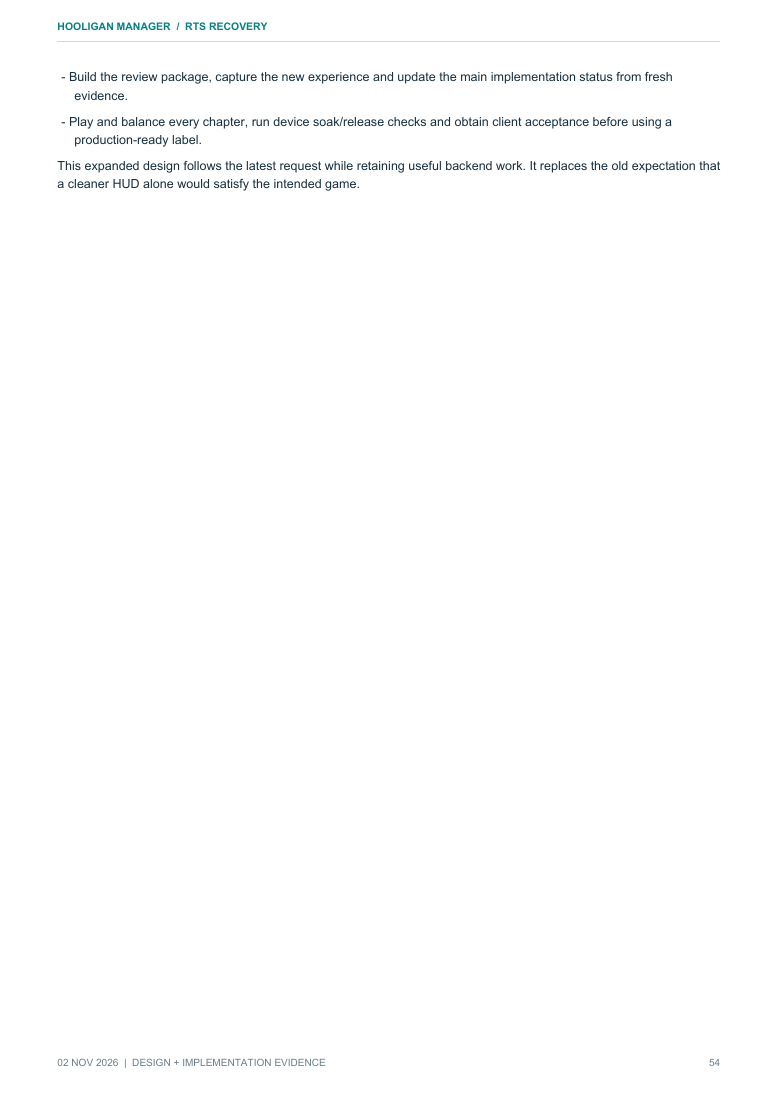 HOOLIGAN MANAGER / RTS RECOVERY
- Build the review package, capture the new experience and update the main implementation status from fresh
evidence.
- Play and balance every chapter, run device soak/release checks and obtain client acceptance before using a
production-ready label.
This expanded design follows the latest request while retaining useful backend work. It replaces the old expectation that
a cleaner HUD alone would satisfy the intended game.
02 NOV 2026 | DESIGN + IMPLEMENTATION EVIDENCE 54